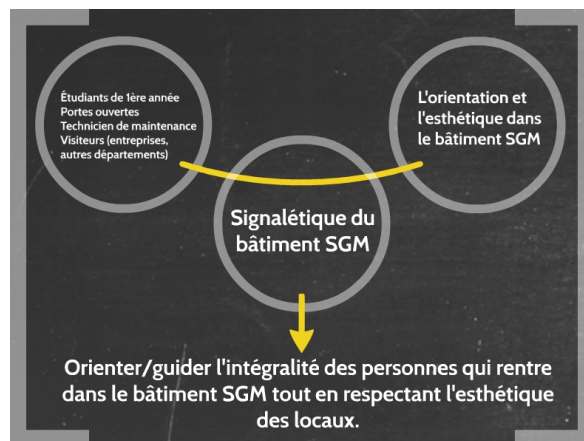 Étudiants de 1ère année
Portes ouvertes
Technicien de maintenance
Visiteurs (entreprises,
autres départements)
L'orientation et
l'esthétique dans
le bâtiment SGM
Signalétique du
bâtiment SGM
Orienter/guider l'intégralité des personnes qui rentre
dans le bâtiment SGM tout en respectant l'esthétique
des locaux.